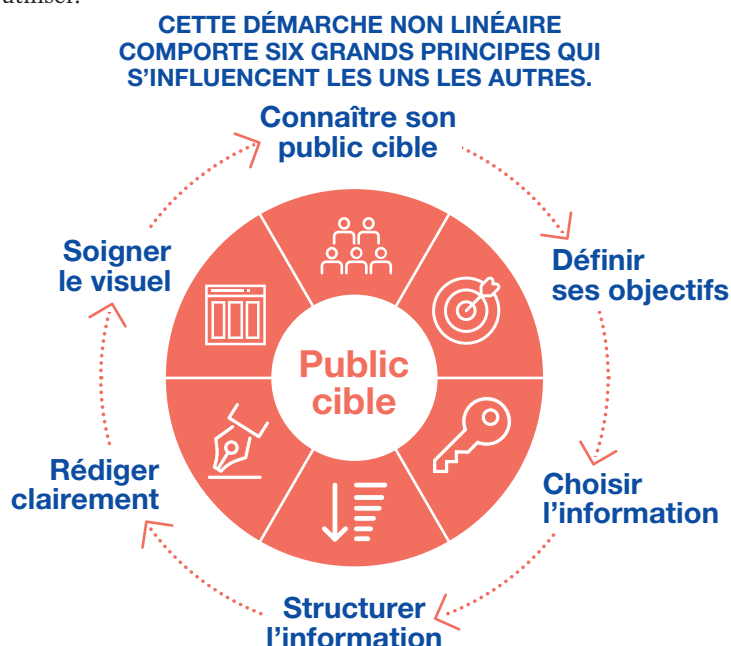 utiliser.
CETTE DÉMARCHE NON LINÉAIRE
COMPORTE SIX GRANDS PRINCIPES QUI
S'INFLUENCENT LES UNS LES AUTRES.
Connaître son
public cible
Définir
ses objectifs
Choisir
l'information
Structurer
l'information
Rédiger
clairement
Soigner
le visuel
Public
cible